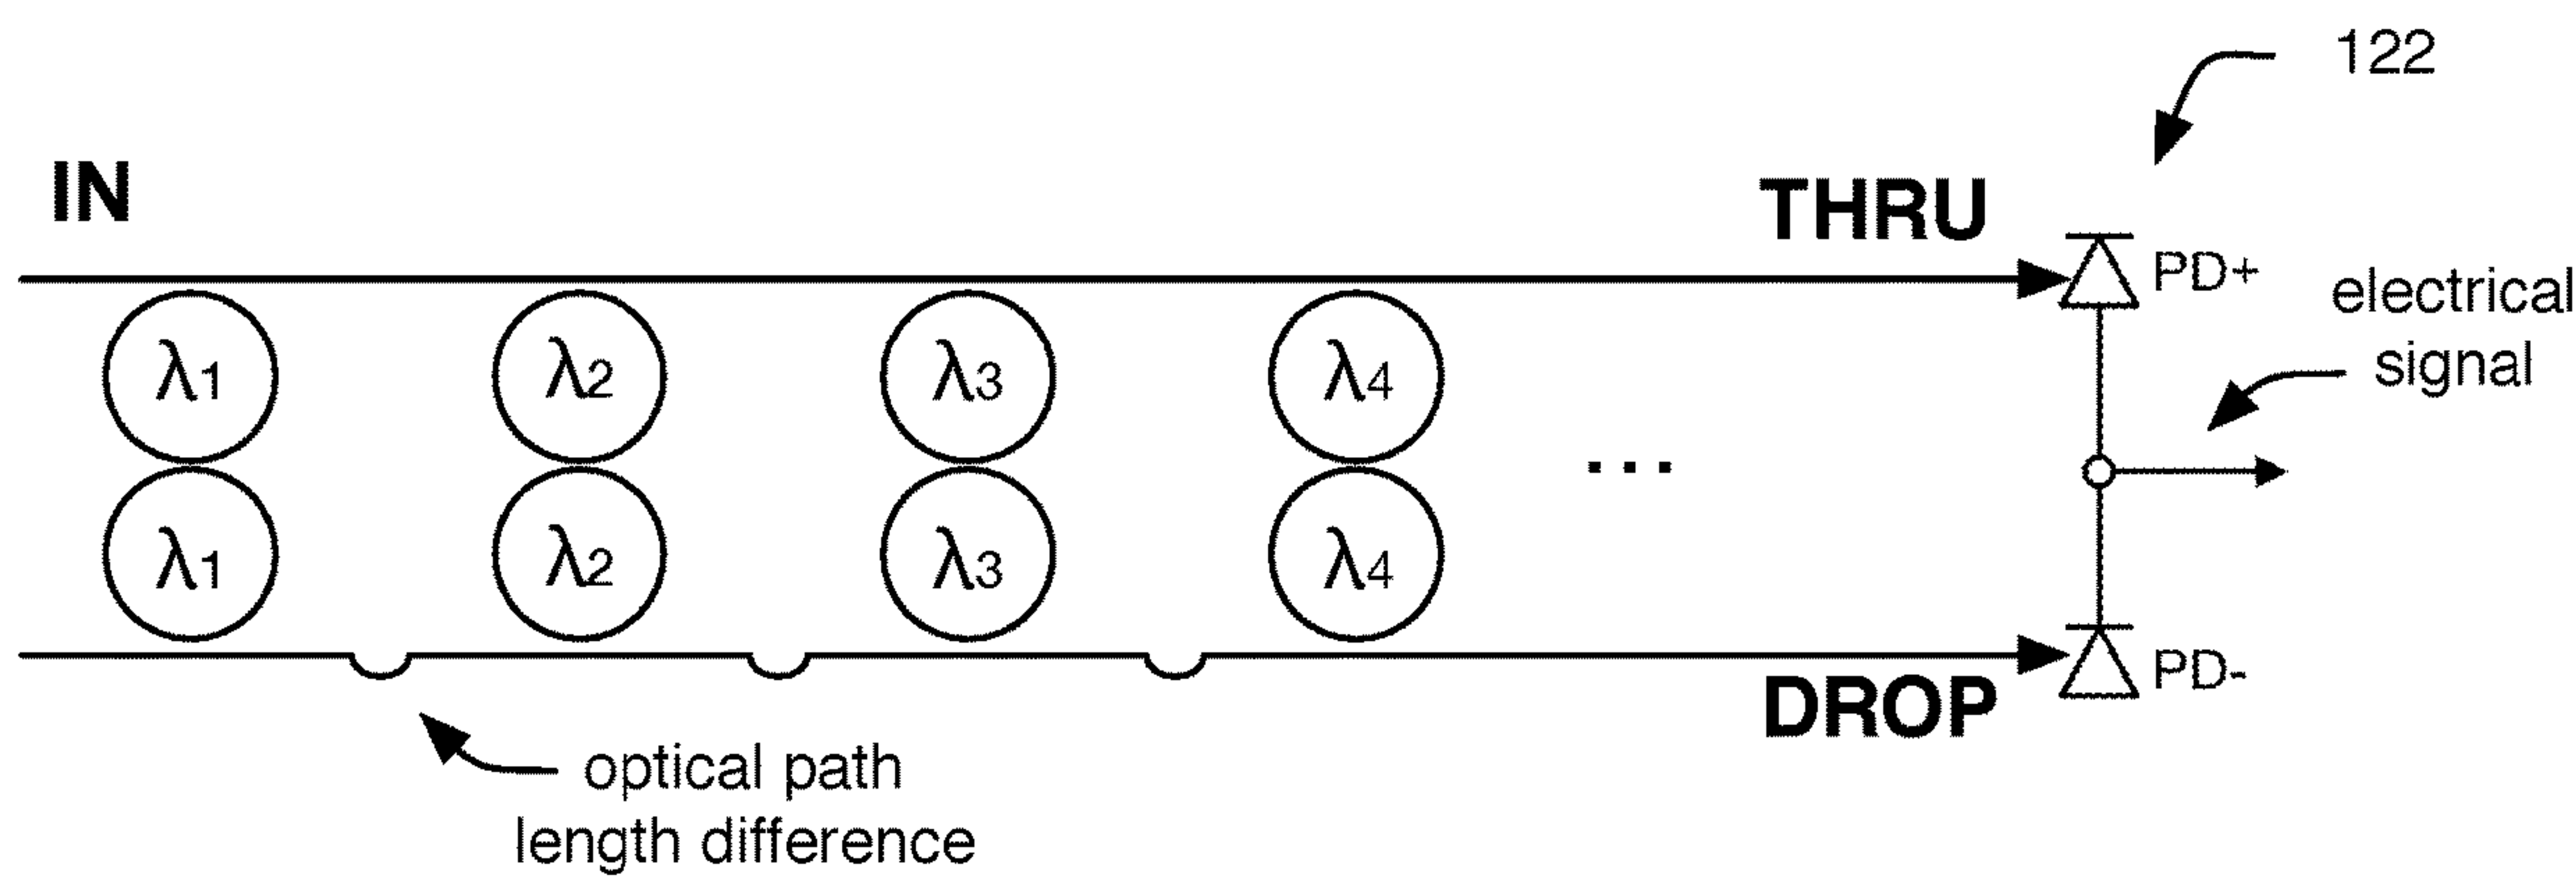 122
IN
THRU
PD+
electrical
signal
λ1 λ2 λ3 λ4
...
λ1 λ2 λ3 λ4
PD-
DROP
optical path
length difference